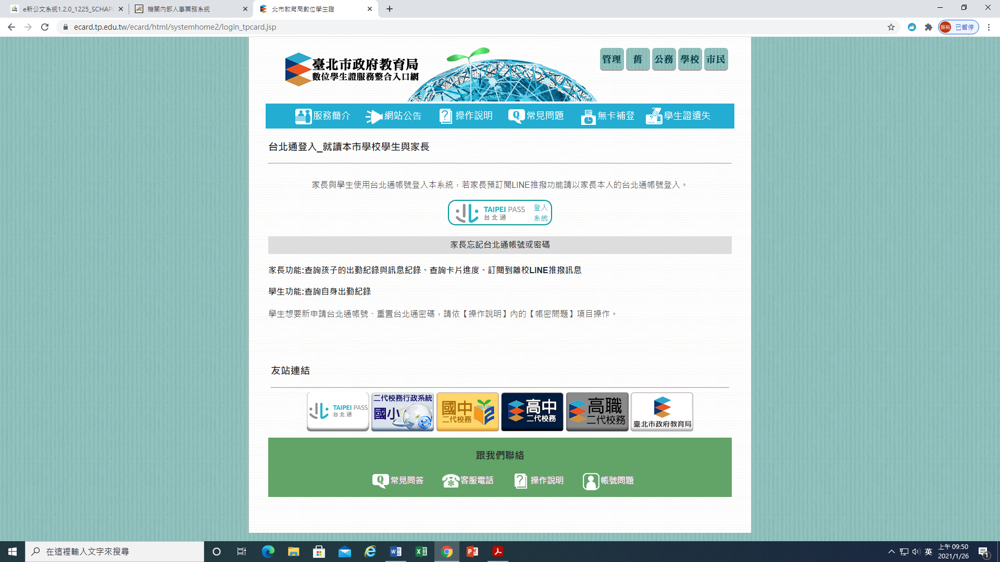 e新公文系統1.2.0_1225_SCHAP
機關內部人事業務系統
北市教育局數位學生證
ecard.tp.edu.tw/ecard/html/systemhome2/login_tpcard.jsp
振裕 已暫停
臺北市政府教育局
數位學生證服務整合入口網
管理 舊 公務 學校 市民
服務簡介 網站公告 操作說明 常見問題 無卡補登 學生證遺失
台北通登入_就讀本市學校學生與家長
家長與學生使用台北通帳號登入本系統，若家長預訂閱LINE推撥功能請以家長本人的台北通帳號登入。
TAIPEI PASS 登入
台北通 系統
家長忘記台北通帳號或密碼
家長功能:查詢孩子的出勤紀錄與訊息紀錄、查詢卡片進度、訂閱到離校LINE推撥訊息
學生功能:查詢自身出勤紀錄
學生想要新申請台北通帳號、重置台北通密碼，請依【操作說明】內的【帳密問題】項目操作。
友站連結
TAIPEI PASS
台北通
二代校務行政系統
國小
國中
二代校務
高中
二代校務
高職
二代校務
臺北市政府教育局
跟我們聯絡
常見問答 客服電話 操作說明 帳號問題
在這裡輸入文字來搜尋
英
上午 09:50
2021/1/26
1